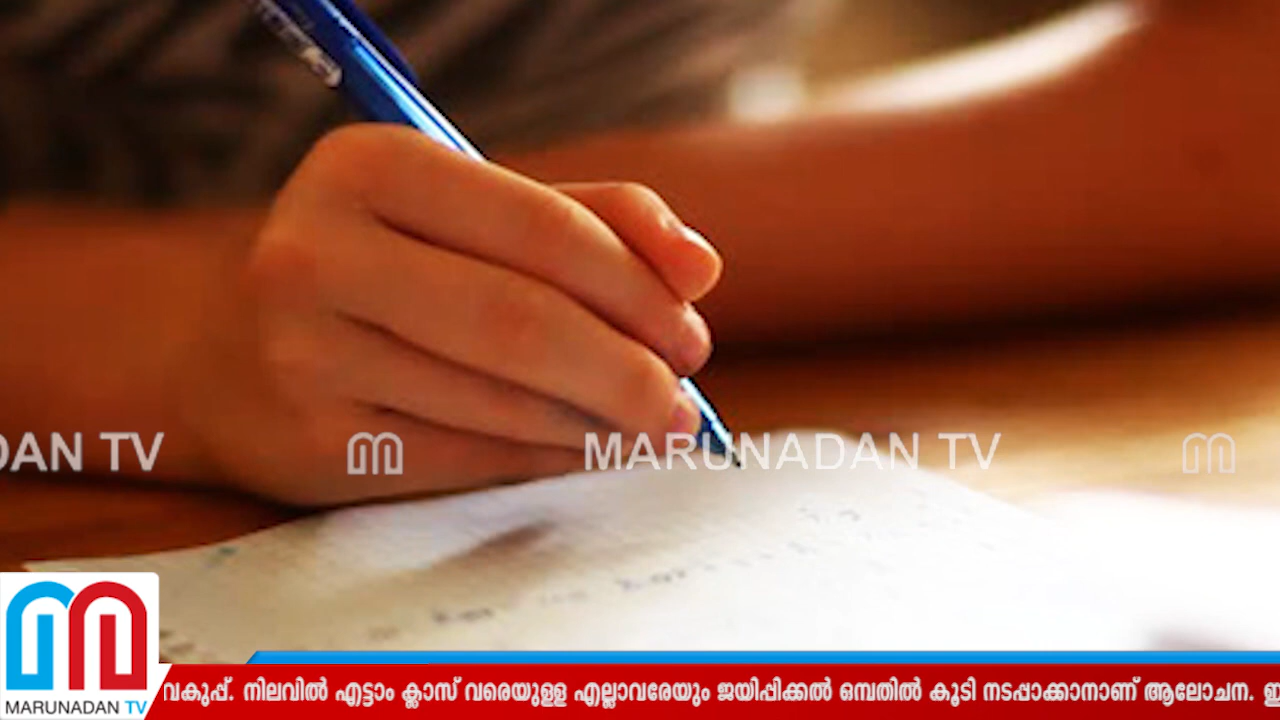 DAN TV MARUNADAN TV
MARUNADAN TV
വകുപ്പ്. നിലവിൽ എട്ടാം ക്ലാസ് വരെയുള്ള എല്ലാവരേയും ജയിപ്പിക്കൽ ഒമ്പതിൽ കൂടി നടപ്പാക്കാനാണ് ആലോചന.